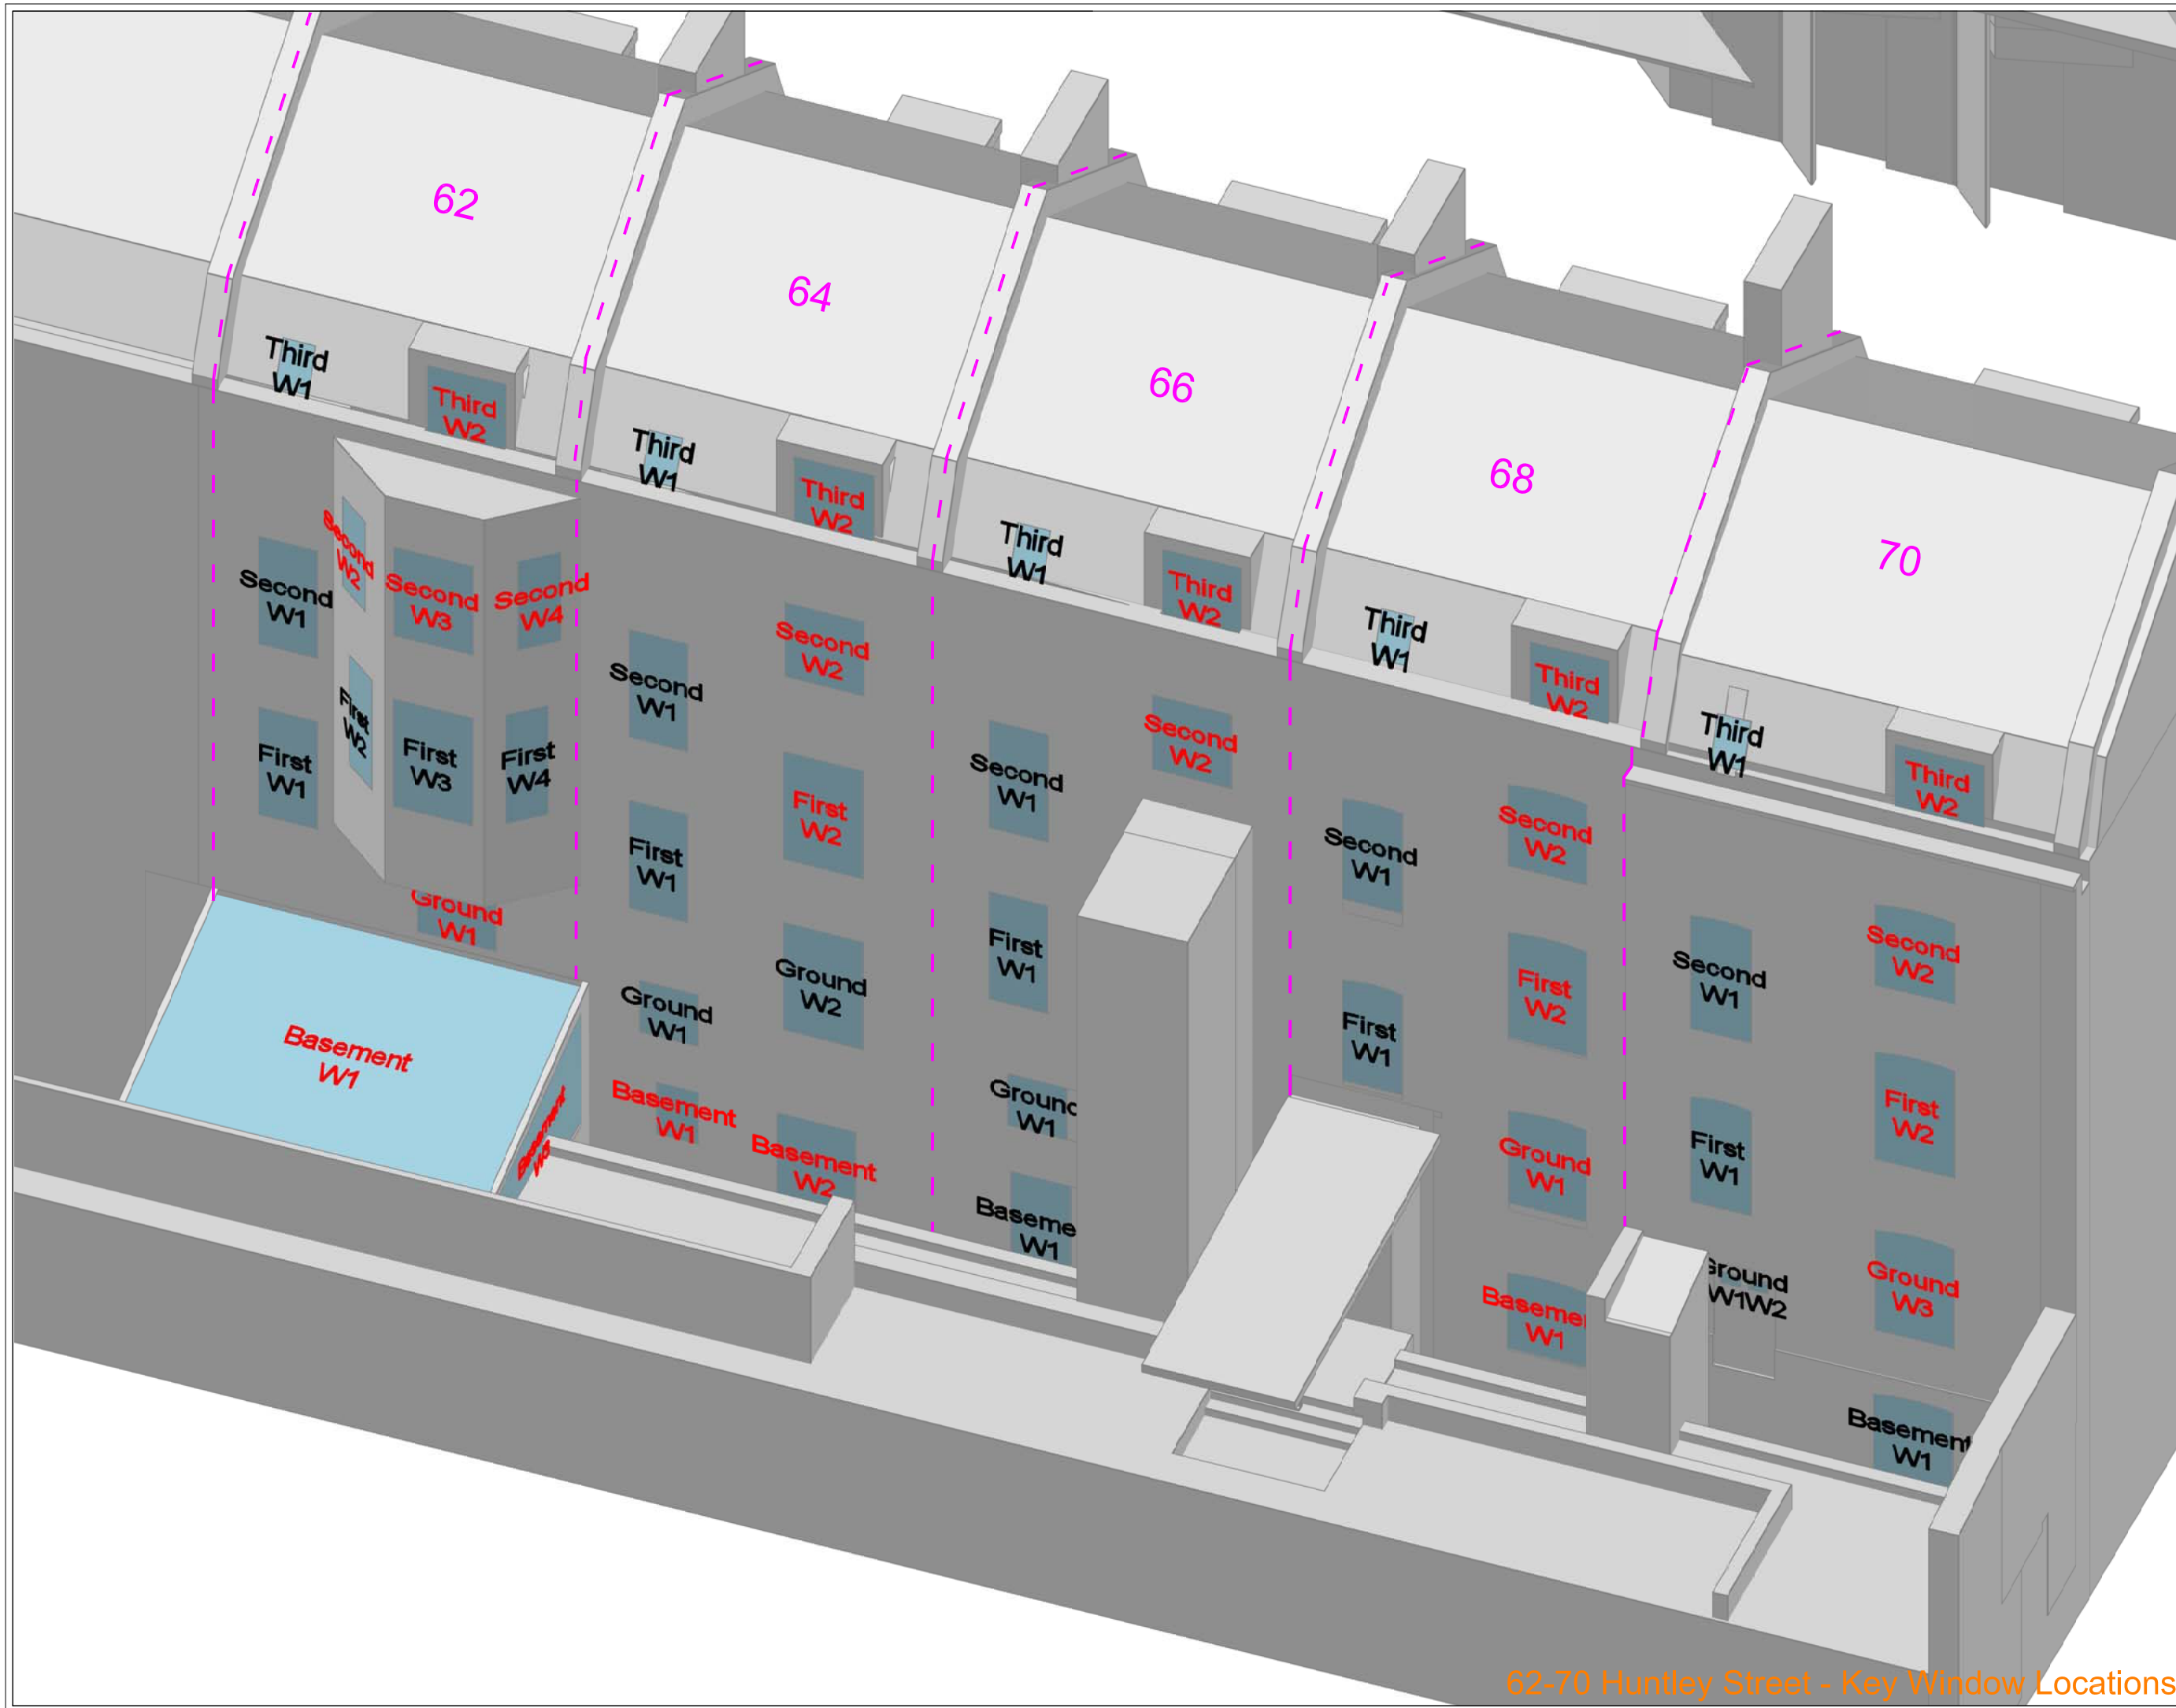 62
64
66
68
70
Third
W1
Third
W2
Second
W1
Second
W2
Second
W3
Second
W4
First
W1
First
W2
First
W3
First
W4
Ground
W1
Basement
W1
Third
W1
Third
W2
Second
W1
Second
W2
First
W1
First
W2
Ground
W1
Ground
W2
Basement
W1
Basement
W2
Third
W1
Third
W2
Second
W1
Second
W2
First
W1
Ground
W1
Baseme
W1
Third
W1
Third
W2
Second
W1
Second
W2
First
W1
First
W2
Ground
W1
Baseme
W1
Third
W1
Third
W2
Second
W1
Second
W2
First
W1
First
W2
Ground
W1W2
Ground
W3
Basement
W1
62-70 Huntley Street - Key Window Locations